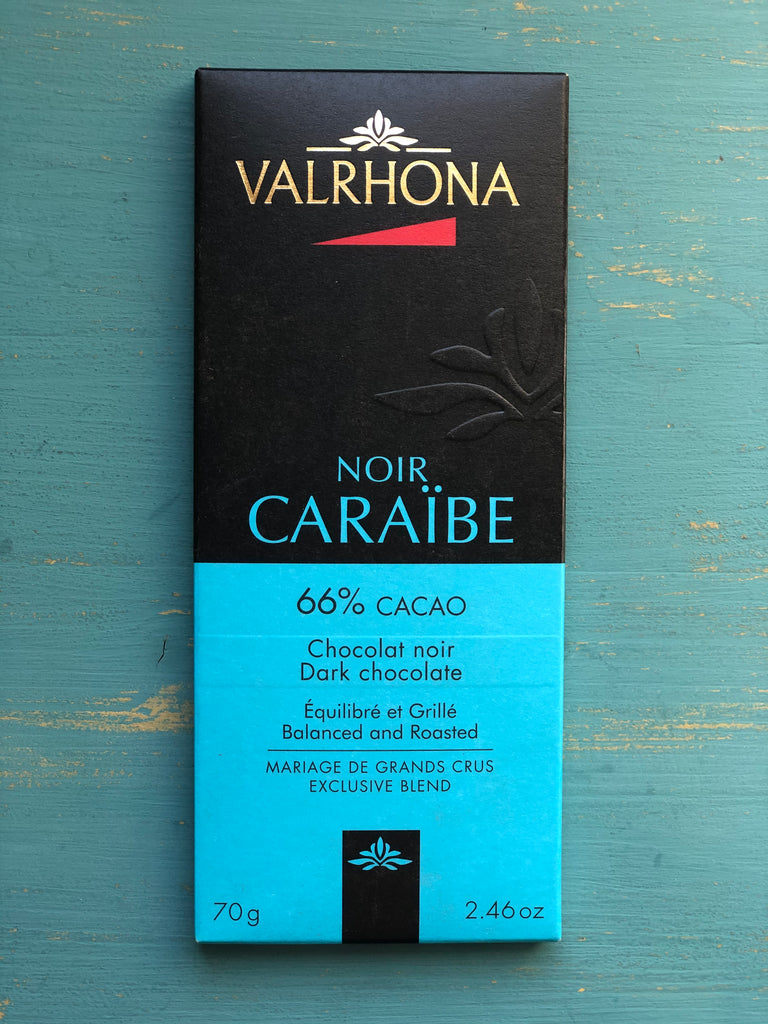 VALRHONA
NOIR
CARAÏBE
66% CACAO
Chocolat noir
Dark chocolate
Équilibré et Grillé
Balanced and Roasted
MARIAGE DE GRANDS CRUS
EXCLUSIVE BLEND
70g 2.46oz